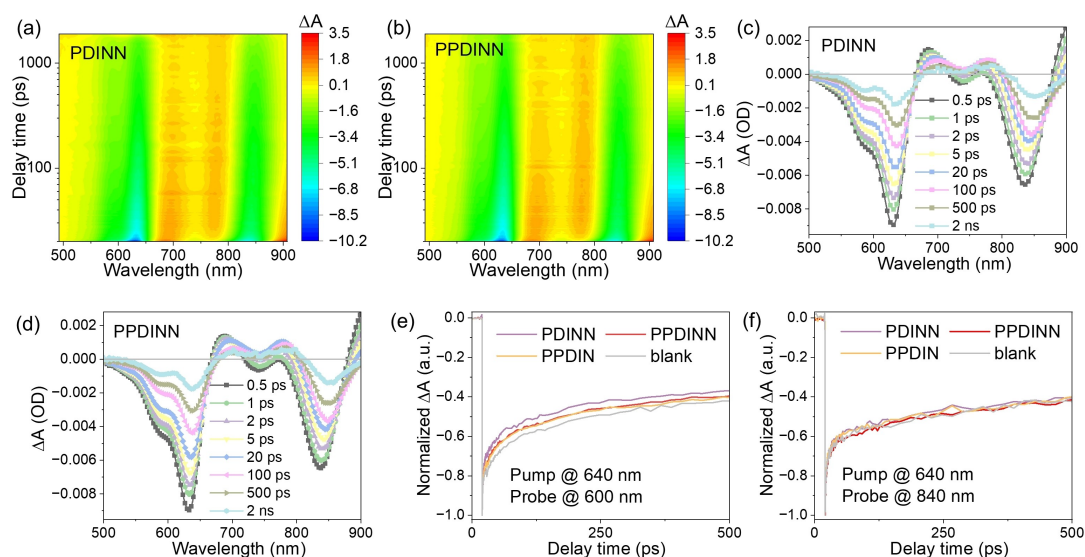 (a)
PDINN
Delay time (ps)
1000
100
500 600 700 800 900
Wavelength (nm)
ΔA
3.5
1.0
−1.6
−3.4
−5.1
−6.8
−8.5
−10.2
(b)
PPDINN
Delay time (ps)
1000
100
500 600 700 800 900
Wavelength (nm)
ΔA
3.5
1.0
−1.6
−3.4
−5.1
−6.8
−8.5
−10.2
(c)
PDINN
ΔA (OD)
0.002
0.000
−0.002
−0.004
−0.006
−0.008
0.5 ps
1 ps
2 ps
5 ps
20 ps
100 ps
500 ps
2 ns
500 600 700 800 900
Wavelength (nm)
(d)
PPDINN
ΔA (OD)
0.002
0.000
−0.002
−0.004
−0.006
−0.008
0.5 ps
1 ps
2 ps
5 ps
20 ps
100 ps
500 ps
2 ns
500 600 700 800 900
Wavelength (nm)
(e)
Normalized ΔA (a.u.)
0.0
−0.2
−0.4
−0.6
−0.8
−1.0
PDINN PPDINN
PPDIN blank
Pump @ 640 nm
Probe @ 600 nm
0 250 500
Delay time (ps)
(f)
Normalized ΔA (a.u.)
0.0
−0.2
−0.4
−0.6
−0.8
−1.0
PDINN PPDINN
PPDIN blank
Pump @ 640 nm
Probe @ 840 nm
0 250 500
Delay time (ps)